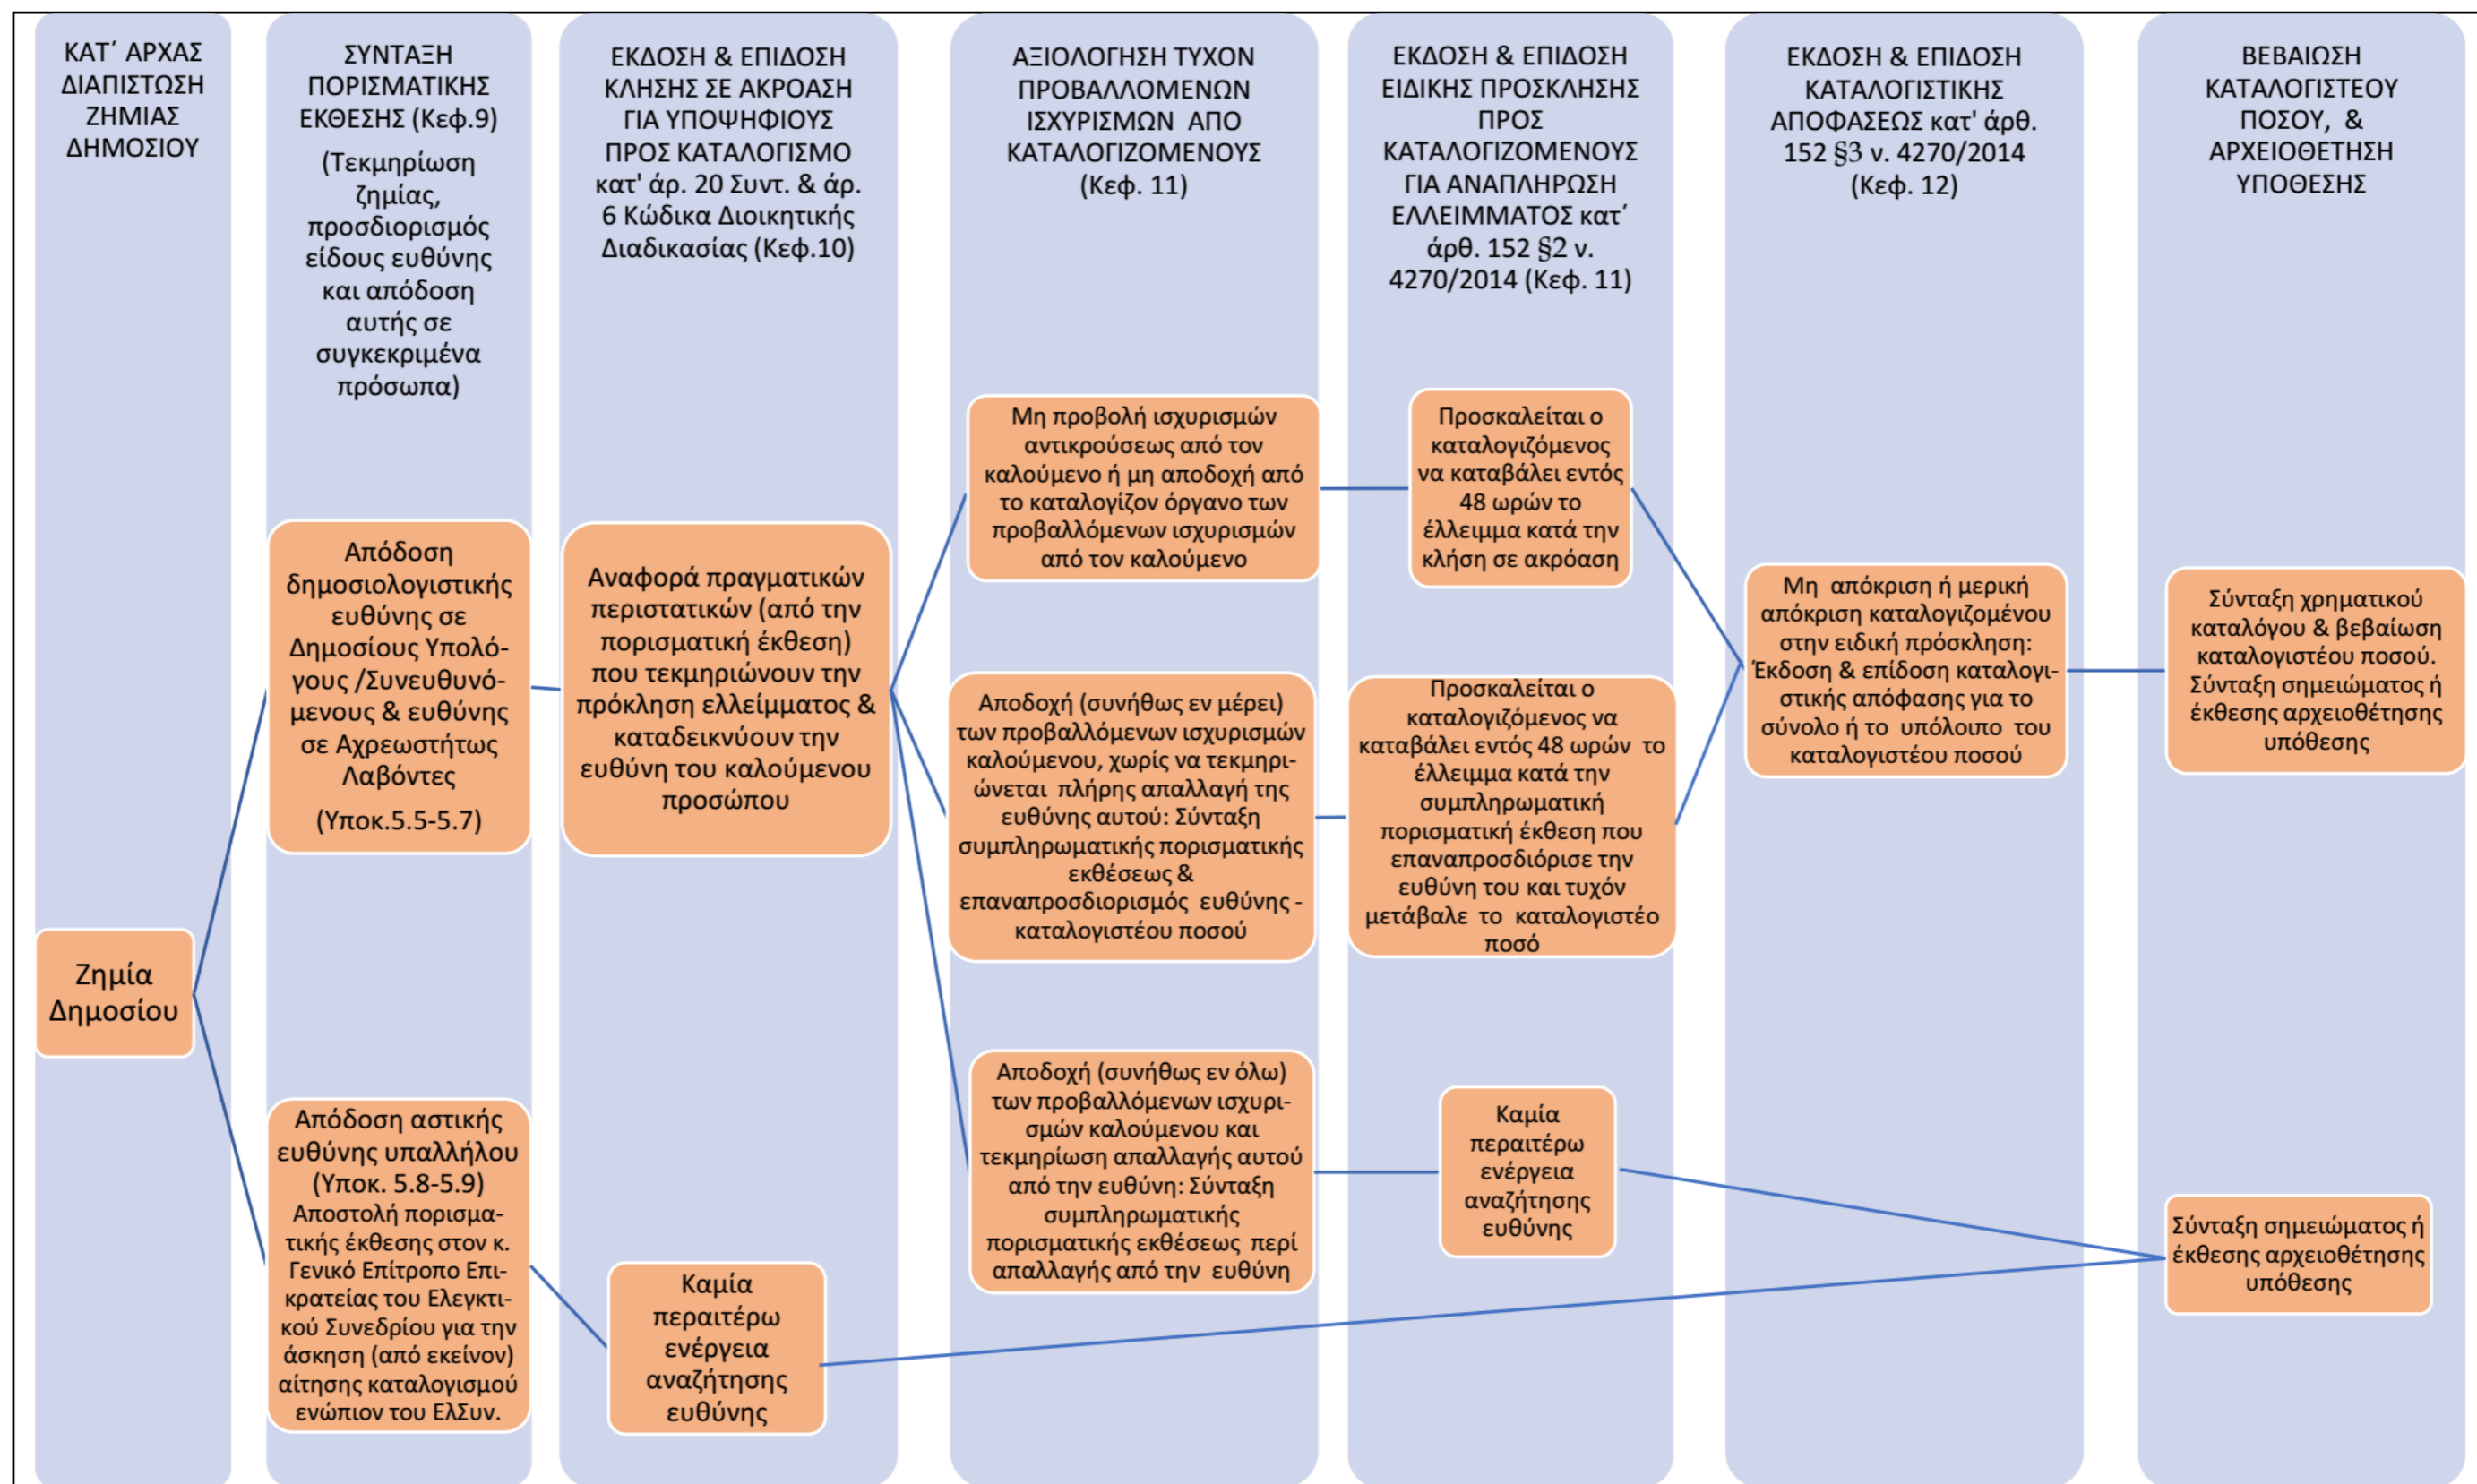 ΚΑΤ΄ ΑΡΧΑΣ
ΔΙΑΠΙΣΤΩΣΗ
ΖΗΜΙΑΣ
ΔΗΜΟΣΙΟΥ
ΣΥΝΤΑΞΗ
ΠΟΡΙΣΜΑΤΙΚΗΣ
ΕΚΘΕΣΗΣ (Κεφ.9)
(Τεκμηρίωση
ζημίας,
προσδιορισμός
είδους ευθύνης
και απόδοση
αυτής σε
συγκεκριμένα
πρόσωπα)
ΕΚΔΟΣΗ & ΕΠΙΔΟΣΗ
ΚΛΗΣΗΣ ΣΕ ΑΚΡΟΑΣΗ
ΓΙΑ ΥΠΟΨΗΦΙΟΥΣ
ΠΡΟΣ ΚΑΤΑΛΟΓΙΣΜΟ
κατ' άρ. 20 Συντ. & άρ.
6 Κώδικα Διοικητικής
Διαδικασίας (Κεφ.10)
ΑΞΙΟΛΟΓΗΣΗ ΤΥΧΟΝ
ΠΡΟΒΑΛΛΟΜΕΝΩΝ
ΙΣΧΥΡΙΣΜΩΝ ΑΠΟ
ΚΑΤΑΛΟΓΙΖΟΜΕΝΟΥΣ
(Κεφ. 11)
ΕΚΔΟΣΗ & ΕΠΙΔΟΣΗ
ΕΙΔΙΚΗΣ ΠΡΟΣΚΛΗΣΗΣ
ΠΡΟΣ
ΚΑΤΑΛΟΓΙΖΟΜΕΝΟΥΣ
ΓΙΑ ΑΝΑΠΛΗΡΩΣΗ
ΕΛΛΕΙΜΜΑΤΟΣ κατ΄
άρθ. 152 §2 ν.
4270/2014 (Κεφ. 11)
ΕΚΔΟΣΗ & ΕΠΙΔΟΣΗ
ΚΑΤΑΛΟΓΙΣΤΙΚΗΣ
ΑΠΟΦΑΣΕΩΣ κατ' άρθ.
152 §3 ν. 4270/2014
(Κεφ. 12)
ΒΕΒΑΙΩΣΗ
ΚΑΤΑΛΟΓΙΣΤΕΟΥ
ΠΟΣΟΥ, &
ΑΡΧΕΙΟΘΕΤΗΣΗ
ΥΠΟΘΕΣΗΣ
Ζημία
Δημοσίου
Απόδοση
δημοσιολογιστικής
ευθύνης σε
Δημοσίους Υπολό-
γους /Συνευθυνό-
μενους & ευθύνης
σε Αχρεωστήτως
Λαβόντες
(Υποκ.5.5-5.7)
Απόδοση αστικής
ευθύνης υπαλλήλου
(Υποκ. 5.8-5.9)
Αποστολή πορισμα-
τικής έκθεσης στον κ.
Γενικό Επίτροπο Επι-
κρατείας του Ελεγκτι-
κού Συνεδρίου για την
άσκηση (από εκείνον)
αίτησης καταλογισμού
ενώπιον του ΕλΣυν.
Αναφορά πραγματικών
περιστατικών (από την
πορισματική έκθεση)
που τεκμηριώνουν την
πρόκληση ελλείμματος &
καταδεικνύουν την
ευθύνη του καλούμενου
προσώπου
Καμία
περαιτέρω
ενέργεια
αναζήτησης
ευθύνης
Μη προβολή ισχυρισμών
αντικρούσεως από τον
καλούμενο ή μη αποδοχή από
το καταλογίζον όργανο των
προβαλλόμενων ισχυρισμών
από τον καλούμενο
Αποδοχή (συνήθως εν μέρει)
των προβαλλόμενων ισχυρισμών
καλούμενου, χωρίς να τεκμηρι-
ώνεται πλήρης απαλλαγή της
ευθύνης αυτού: Σύνταξη
συμπληρωματικής πορισματικής
εκθέσεως &
επαναπροσδιορισμός ευθύνης -
καταλογιστέου ποσού
Αποδοχή (συνήθως εν όλω)
των προβαλλόμενων ισχυρι-
σμών καλούμενου και
τεκμηρίωση απαλλαγής αυτού
από την ευθύνη: Σύνταξη
συμπληρωματικής
πορισματικής εκθέσεως περί
απαλλαγής από την ευθύνη
Προσκαλείται ο
καταλογιζόμενος
να καταβάλει εντός
48 ωρών το
έλλειμμα κατά την
κλήση σε ακρόαση
Προσκαλείται ο
καταλογιζόμενος να
καταβάλει εντός 48 ωρών το
έλλειμμα κατά την
συμπληρωματική
πορισματική έκθεση που
επαναπροσδιόρισε την
ευθύνη του και τυχόν
μετάβαλε το καταλογιστέο
ποσό
Καμία
περαιτέρω
ενέργεια
αναζήτησης
ευθύνης
Μη απόκριση ή μερική
απόκριση καταλογιζομένου
στην ειδική πρόσκληση:
Έκδοση & επίδοση καταλογι-
στικής απόφασης για το
σύνολο ή το υπόλοιπο του
καταλογιστέου ποσού
Σύνταξη χρηματικού
καταλόγου & βεβαίωση
καταλογιστέου ποσού.
Σύνταξη σημειώματος ή
έκθεσης αρχειοθέτησης
υπόθεσης
Σύνταξη σημειώματος ή
έκθεσης αρχειοθέτησης
υπόθεσης